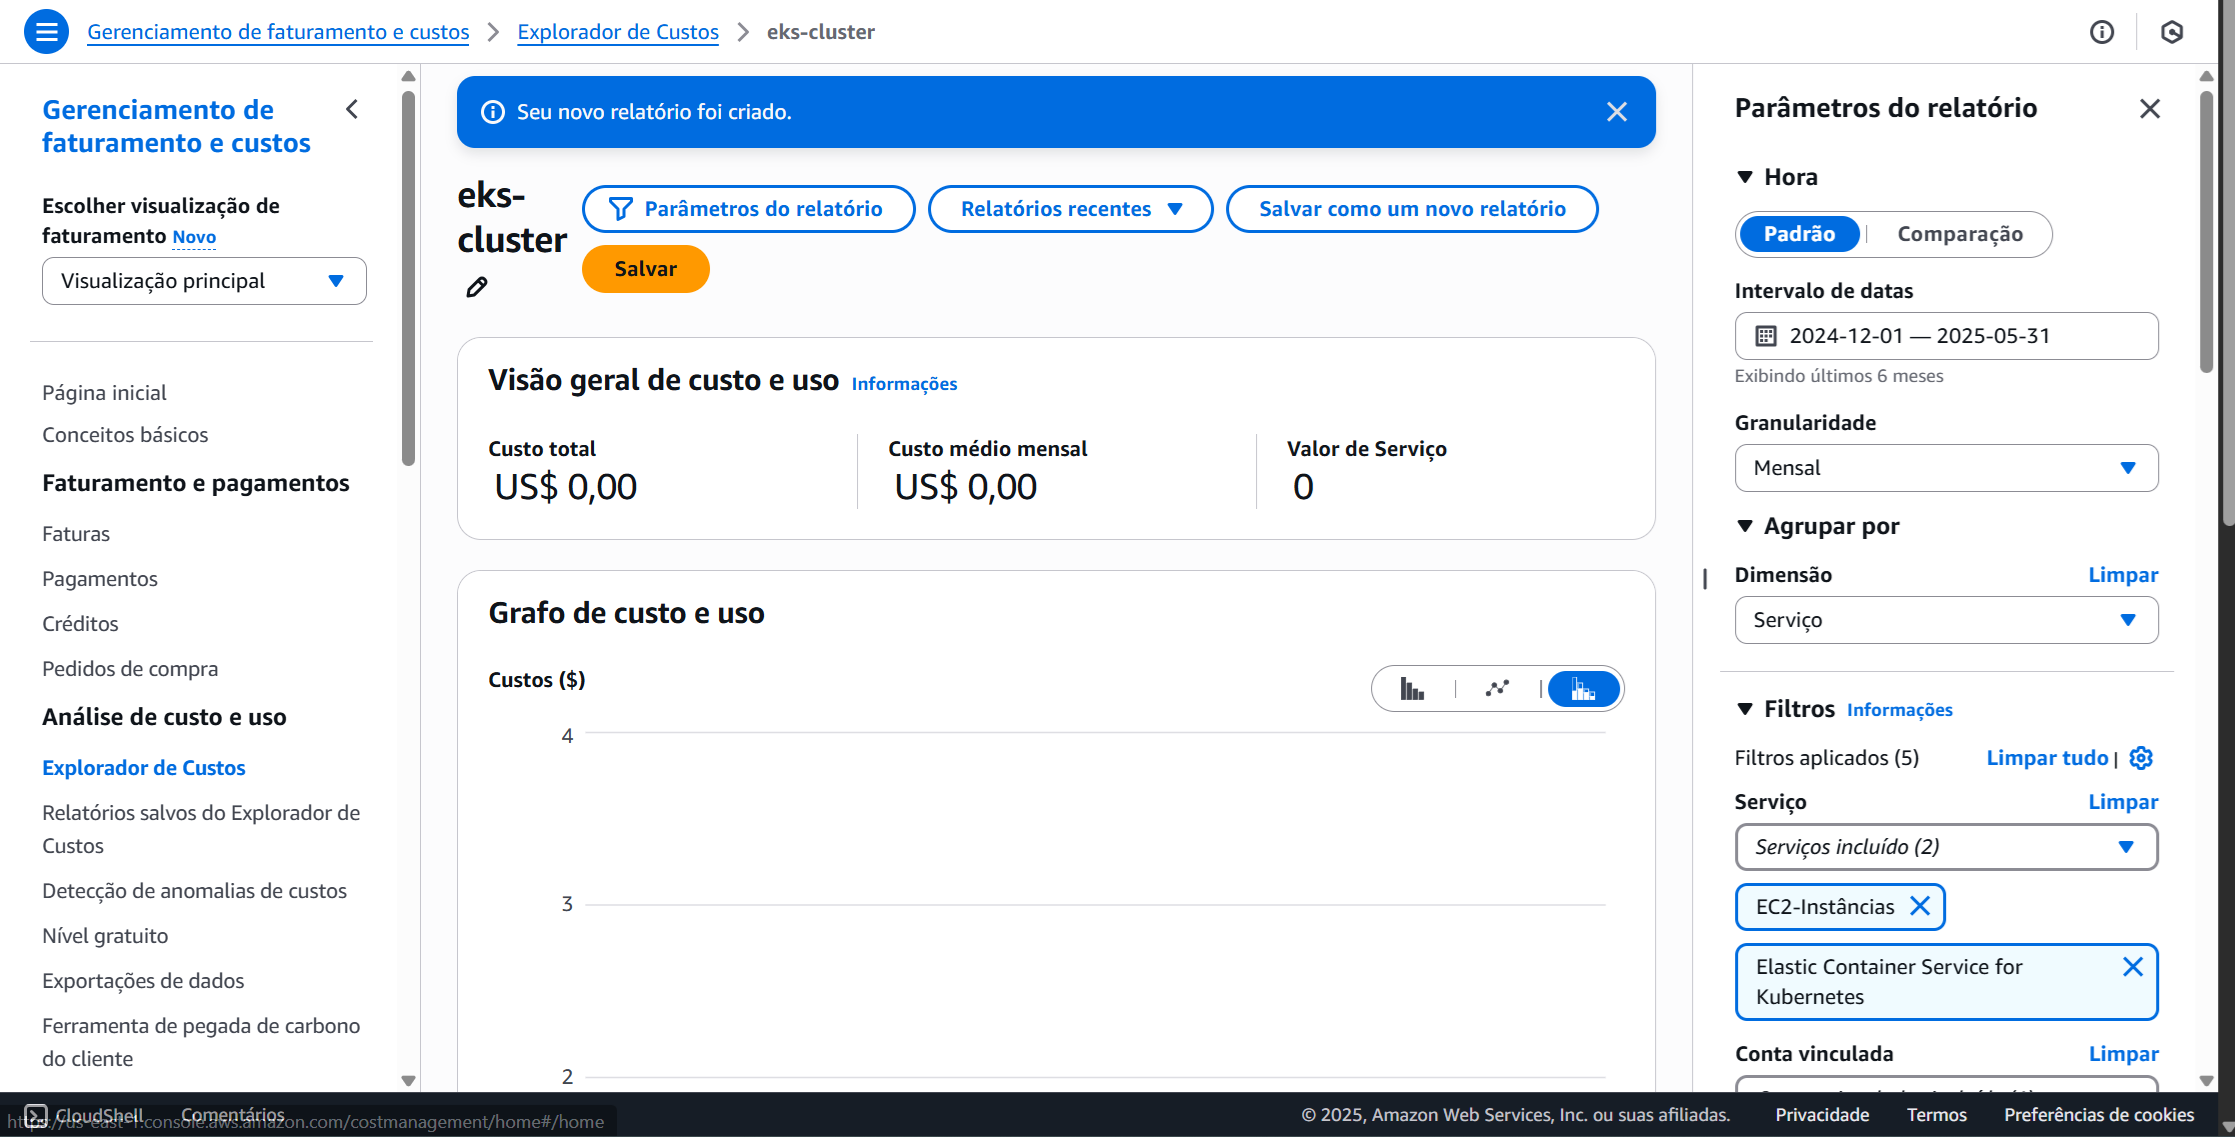 Gerenciamento de faturamento e custos > Explorador de Custos > eks-cluster
Gerenciamento de
faturamento e custos
Escolher visualização de
faturamento Novo
Visualização principal
Página inicial
Conceitos básicos
Faturamento e pagamentos
Faturas
Pagamentos
Créditos
Pedidos de compra
Análise de custo e uso
Explorador de Custos
Relatórios salvos do Explorador de
Custos
Detecção de anomalias de custos
Nível gratuito
Exportações de dados
Ferramenta de pegada de carbono
do cliente
Seu novo relatório foi criado.
eks-
cluster
Parâmetros do relatório
Relatórios recentes
Salvar como um novo relatório
Salvar
Visão geral de custo e uso Informações
Custo total
US$ 0,00
Custo médio mensal
US$ 0,00
Valor de Serviço
0
Grafo de custo e uso
Custos ($)
4
3
2
Parâmetros do relatório
Hora
Padrão
Comparação
Intervalo de datas
2024-12-01 — 2025-05-31
Exibindo últimos 6 meses
Granularidade
Mensal
Agrupar por
Dimensão Limpar
Serviço
Filtros Informações
Filtros aplicados (5) Limpar tudo
Serviço Limpar
Serviços incluído (2)
EC2-Instâncias
Elastic Container Service for
Kubernetes
Conta vinculada Limpar
CloudShell Comentários
https://us-east-1.console.aws.amazon.com/costmanagement/home#/home
© 2025, Amazon Web Services, Inc. ou suas afiliadas. Privacidade Termos Preferências de cookies